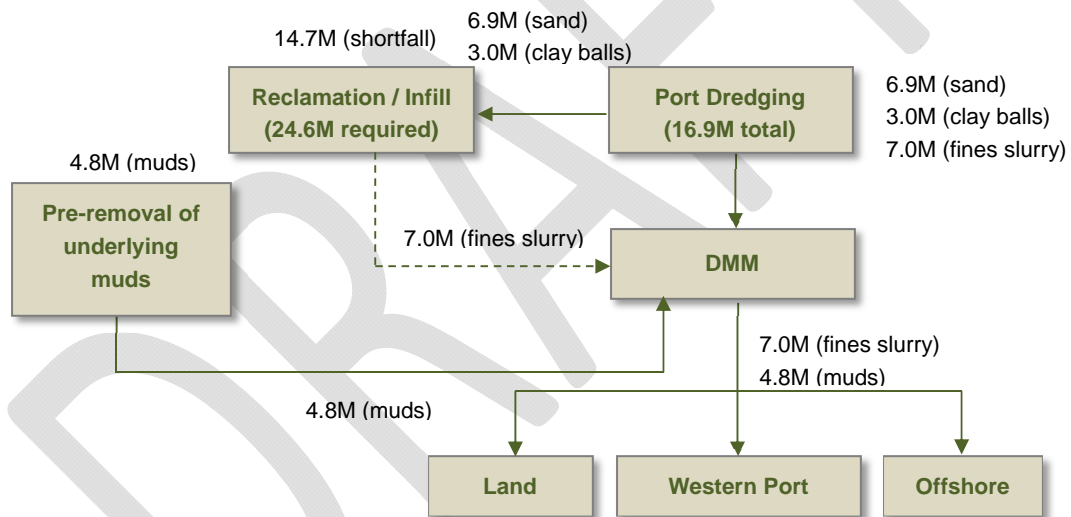 6.9M (sand)
14.7M (shortfall)
3.0M (clay balls)
Reclamation / Infill
(24.6M required)
Port Dredging
(16.9M total)
6.9M (sand)
3.0M (clay balls)
7.0M (fines slurry)
4.8M (muds)
Pre-removal of
underlying
muds
7.0M (fines slurry)
DMM
7.0M (fines slurry)
4.8M (muds)
4.8M (muds)
Land
Western Port
Offshore
DRAFT